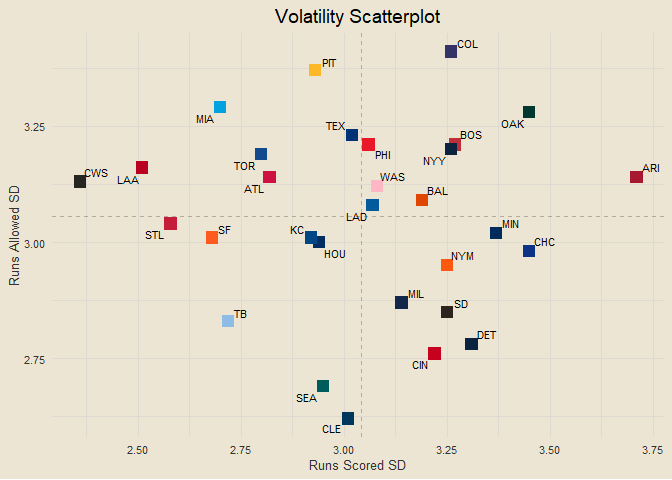 Volatility Scatterplot
COL
PIT
MIA
OAK
TEX
BOS
PHI
NYY
TOR
CWS
LAA
ATL
WAS
ARI
BAL
LAD
STL
SF
KC
HOU
MIN
CHC
NYM
TB
MIL
SD
DET
CIN
SEA
CLE
3.25
3.00
2.75
Runs Allowed SD
2.50
2.75
3.00
3.25
3.50
3.75
Runs Scored SD